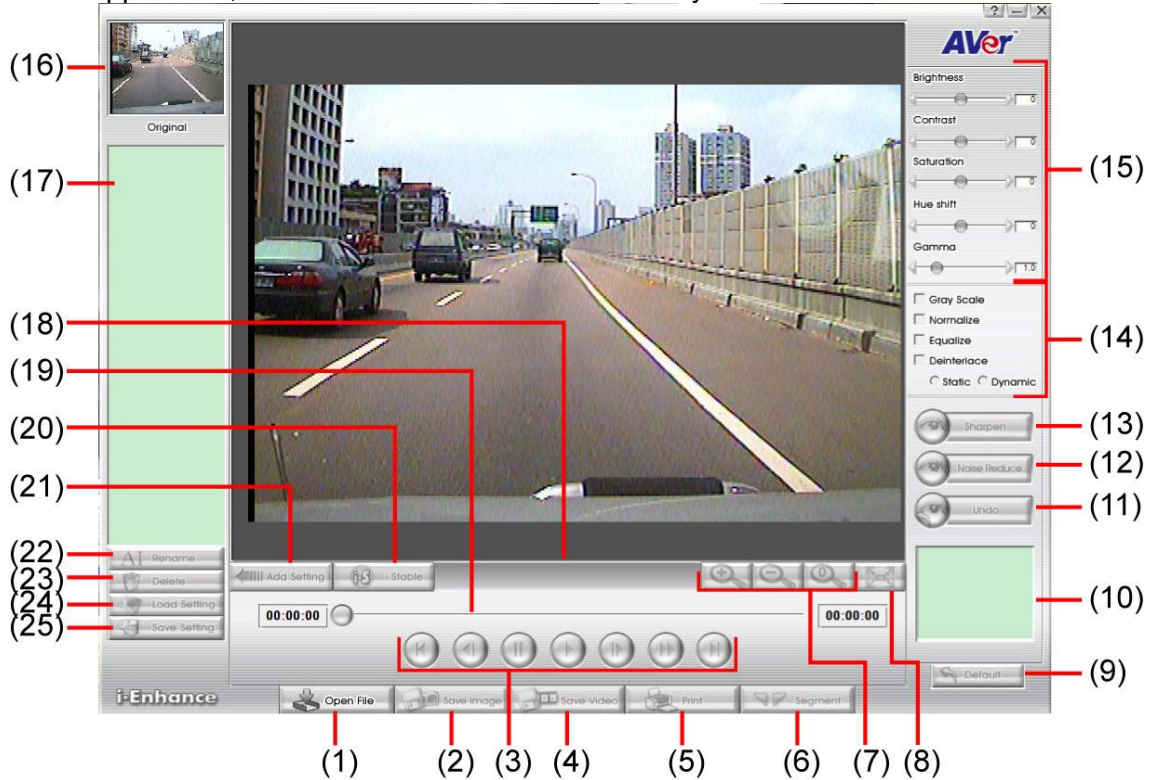 ? — X
AVer
(16)
Original
(17)
Brightness
0
Contrast
0
Saturation
0
Hue shift
0
Gamma
1.0
(15)
Gray Scale
Normalize
Equalize
Deinterlace
Static Dynamic
(14)
(18)
(19)
(20)
(21)
Sharpen
(13)
Noise Reduce
(12)
Undo
(11)
(22)
AI Rename
(23)
Delete
(24)
Load Setting
(25)
Save Setting
Add Setting
i-Stable
00:00:00
00:00:00
(10)
Default
(9)
i-Enhance
Open File
Save Image
Save Video
Print
Segment
(1)
(2)
(3)
(4)
(5)
(6)
(7)
(8)